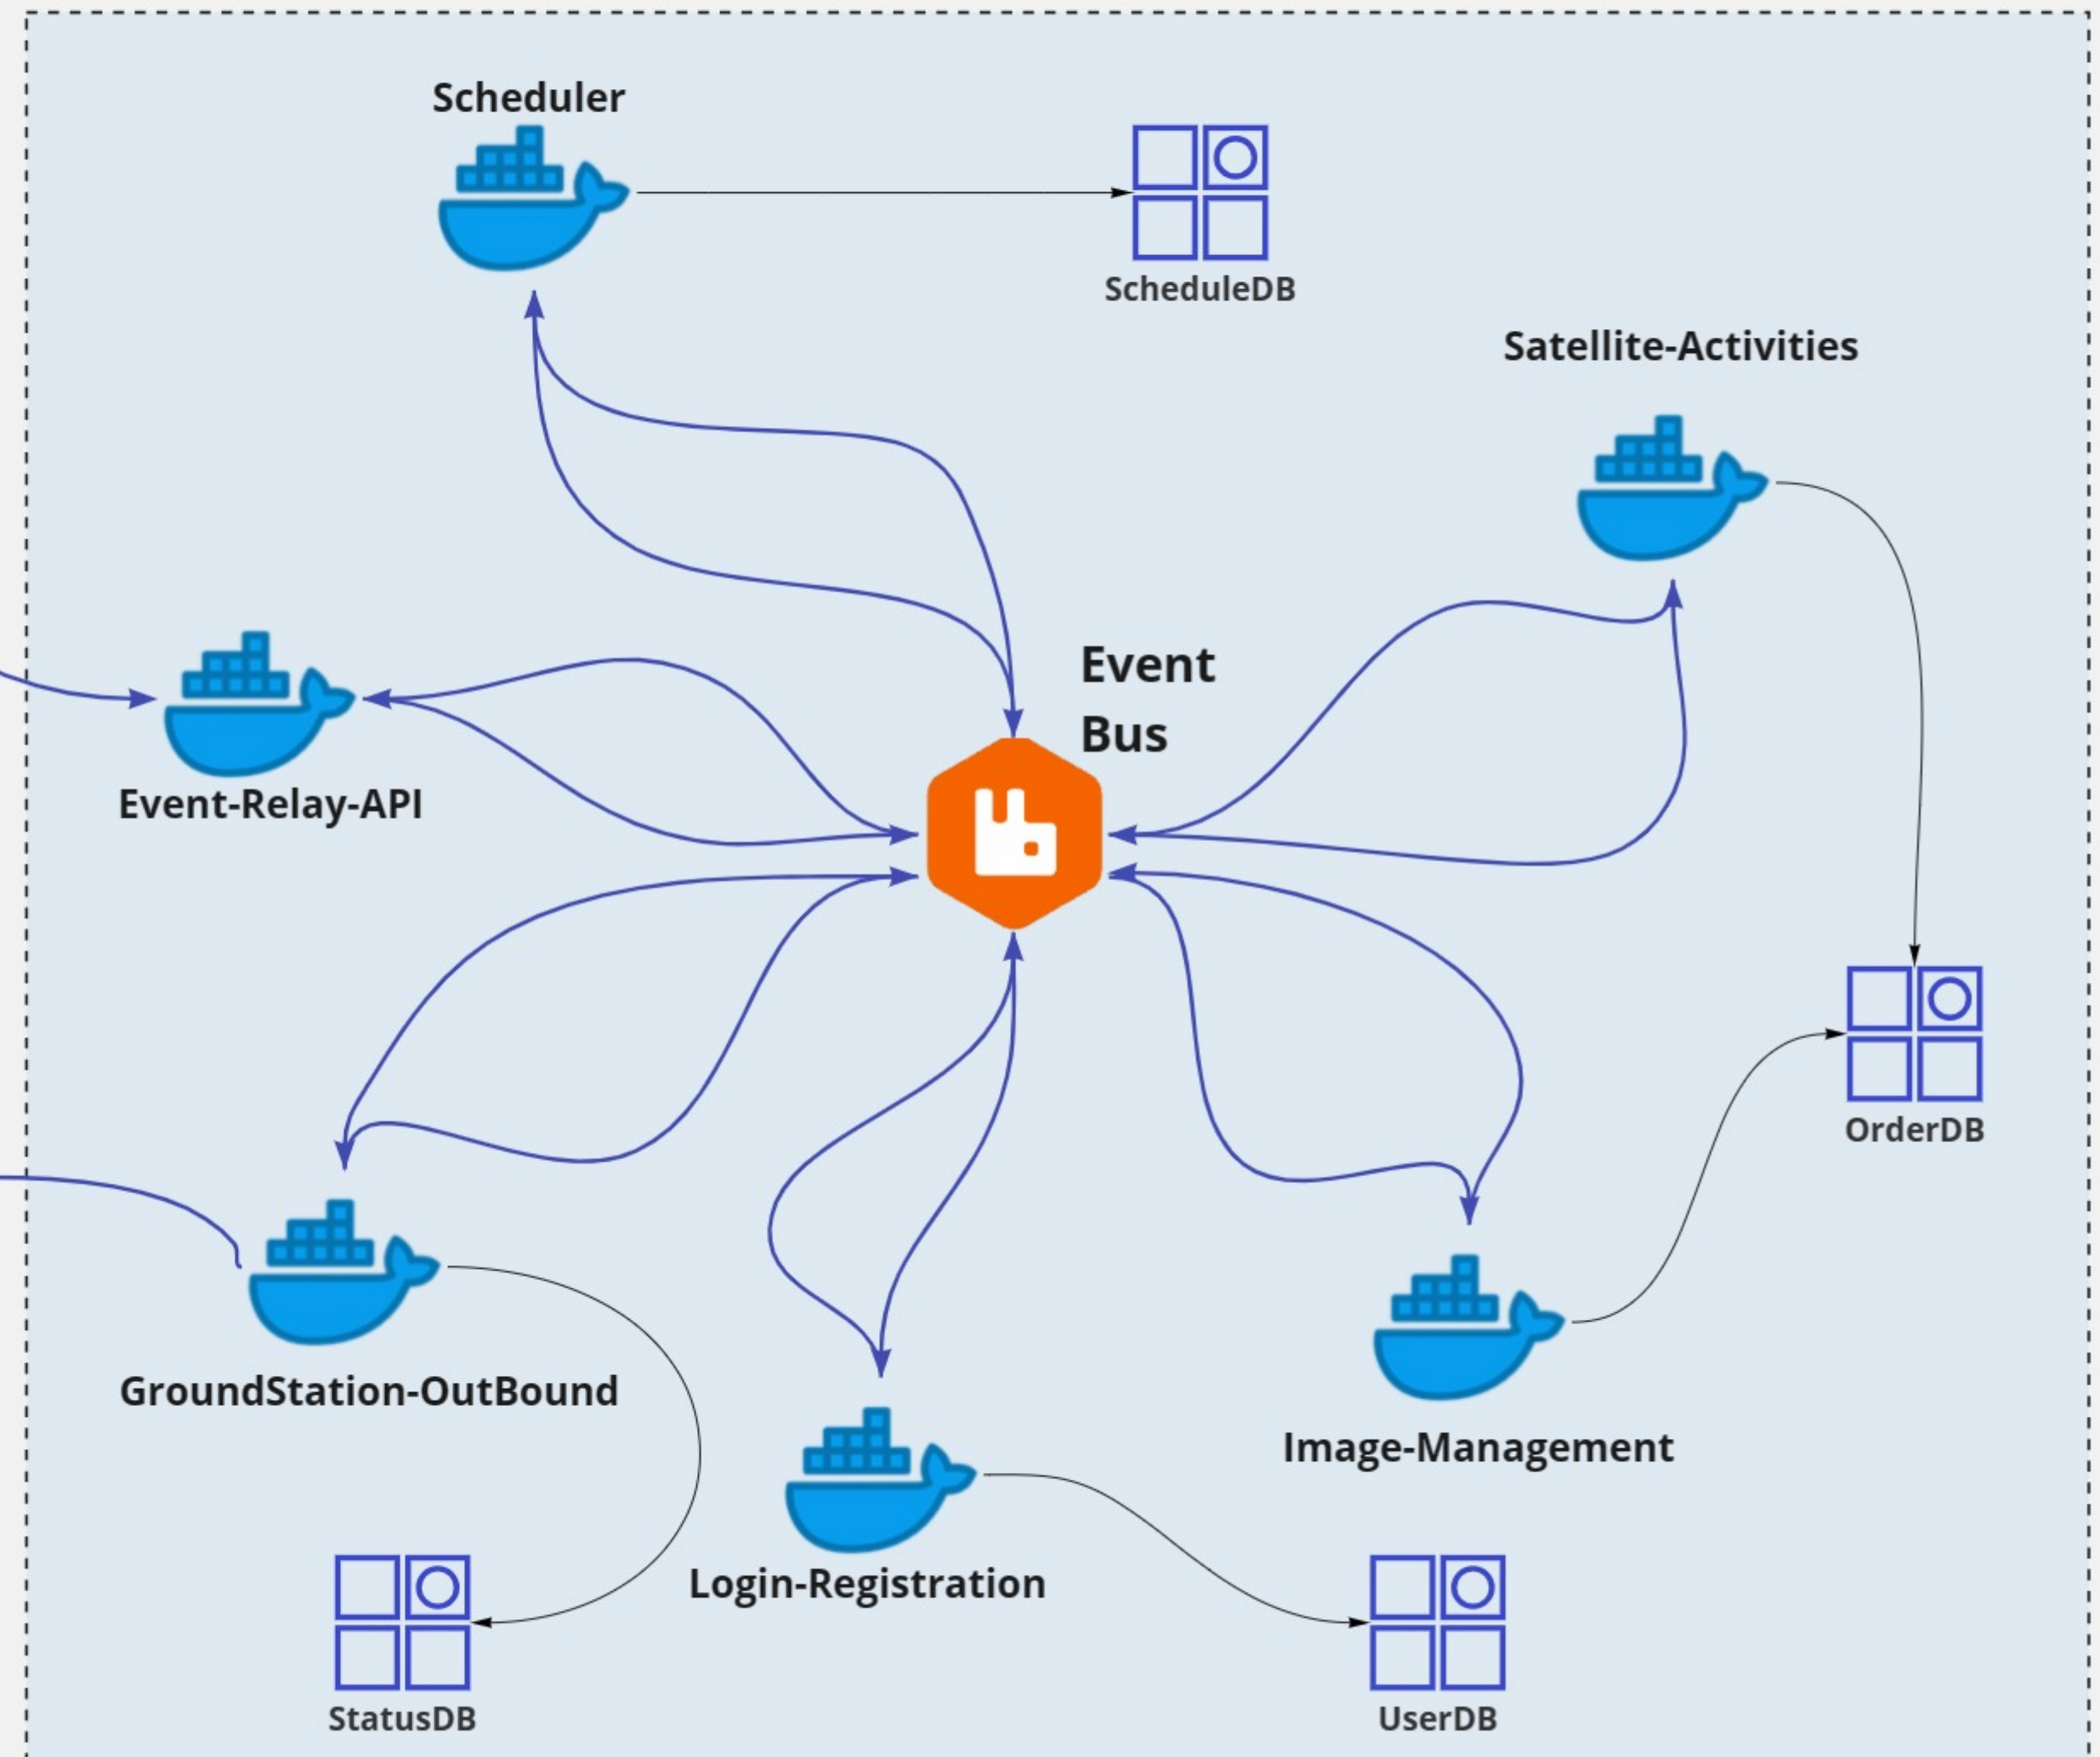 Scheduler
ScheduleDB
Satellite-Activities
Event
Bus
Event-Relay-API
OrderDB
GroundStation-OutBound
Image-Management
Login-Registration
StatusDB
UserDB